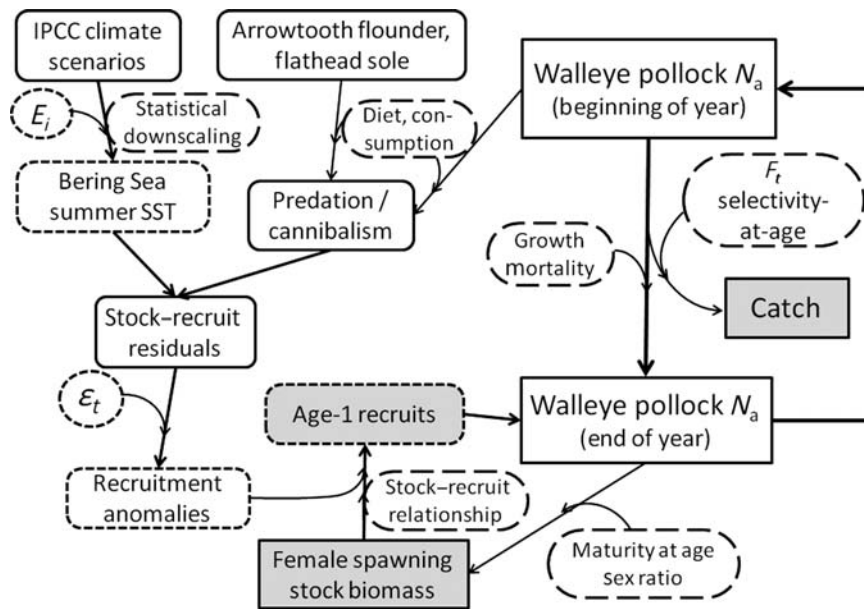 IPCC climate
scenarios
Arrowtooth flounder,
flathead sole
Walleye pollock Na
(beginning of year)
Ei
Statistical
downscaling
Diet, con-
sumption
Bering Sea
summer SST
Predation /
cannibalism
Ft
selectivity-
at-age
Growth
mortality
Catch
Stock–recruit
residuals
εt
Age-1 recruits
Walleye pollock Na
(end of year)
Recruitment
anomalies
Stock–recruit
relationship
Female spawning
stock biomass
Maturity at age
sex ratio